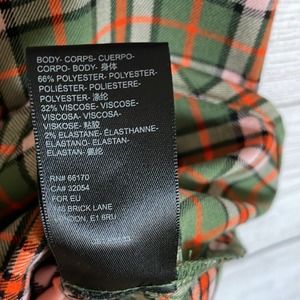 BODY- CORPS- CUERPO-
CORPO- BODY- 身体
66% POLYESTER- POLYESTER-
POLIÉSTER- POLIESTERE-
POLYESTER- 涤纶
32% VISCOSE- VISCOSE-
VISCOSA- VISCOSA-
VISKOSE- 粘胶
2% ELASTANE- ÉLASTHANNE-
ELASTANO- ELASTAN-
ELASTAN- 氨纶
RN# 66170
CA# 32054
FOR EU
BRICK LANE
E1 6RU